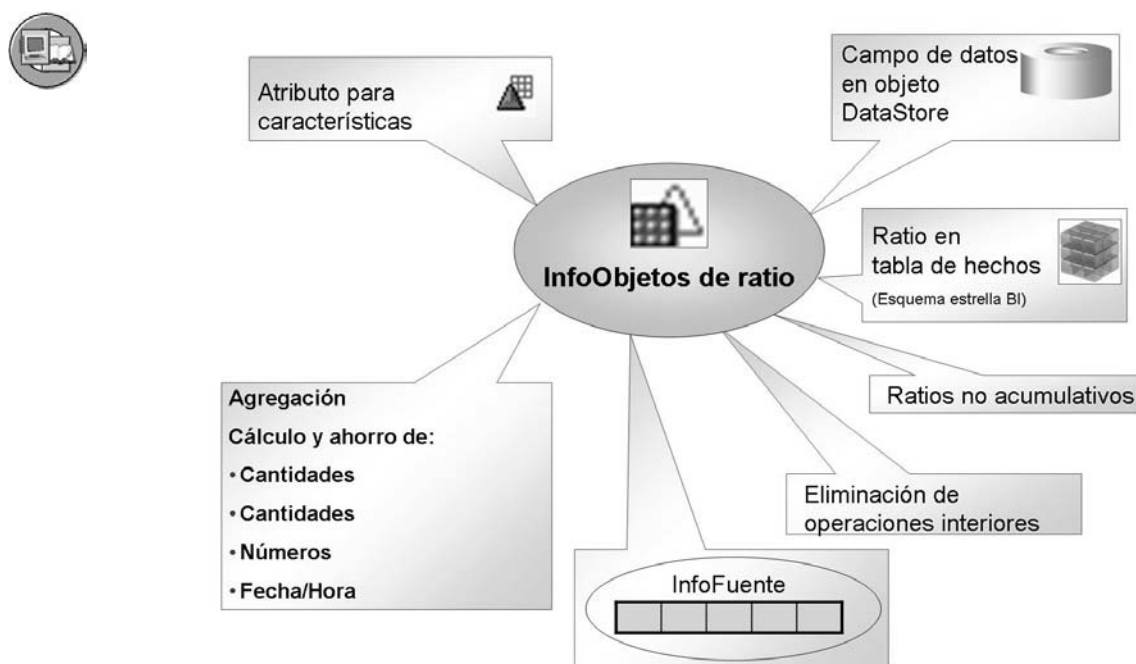 Atributo para
características
Campo de datos
en objeto
DataStore
InfoObjetos de ratio
Ratio en
tabla de hechos
(Esquema estrella BI)
Ratios no acumulativos
Agregación
Cálculo y ahorro de:
• Cantidades
• Cantidades
• Números
• Fecha/Hora
Eliminación de
operaciones interiores
InfoFuente